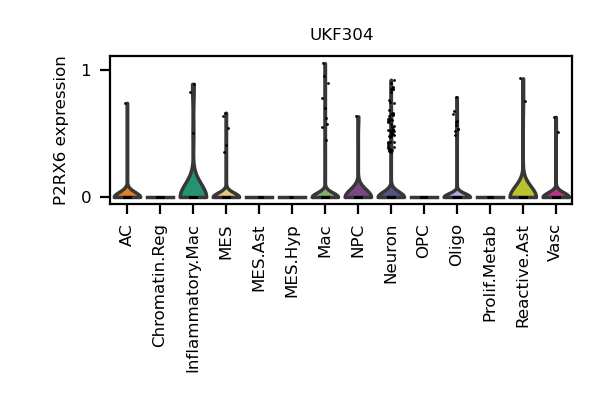 UKF304
P2RX6 expression
1
0
AC
Chromatin.Reg
Inflammatory.Mac
MES
MES.Ast
MES.Hyp
Mac
NPC
Neuron
OPC
Oligo
Prolif.Metab
Reactive.Ast
Vasc